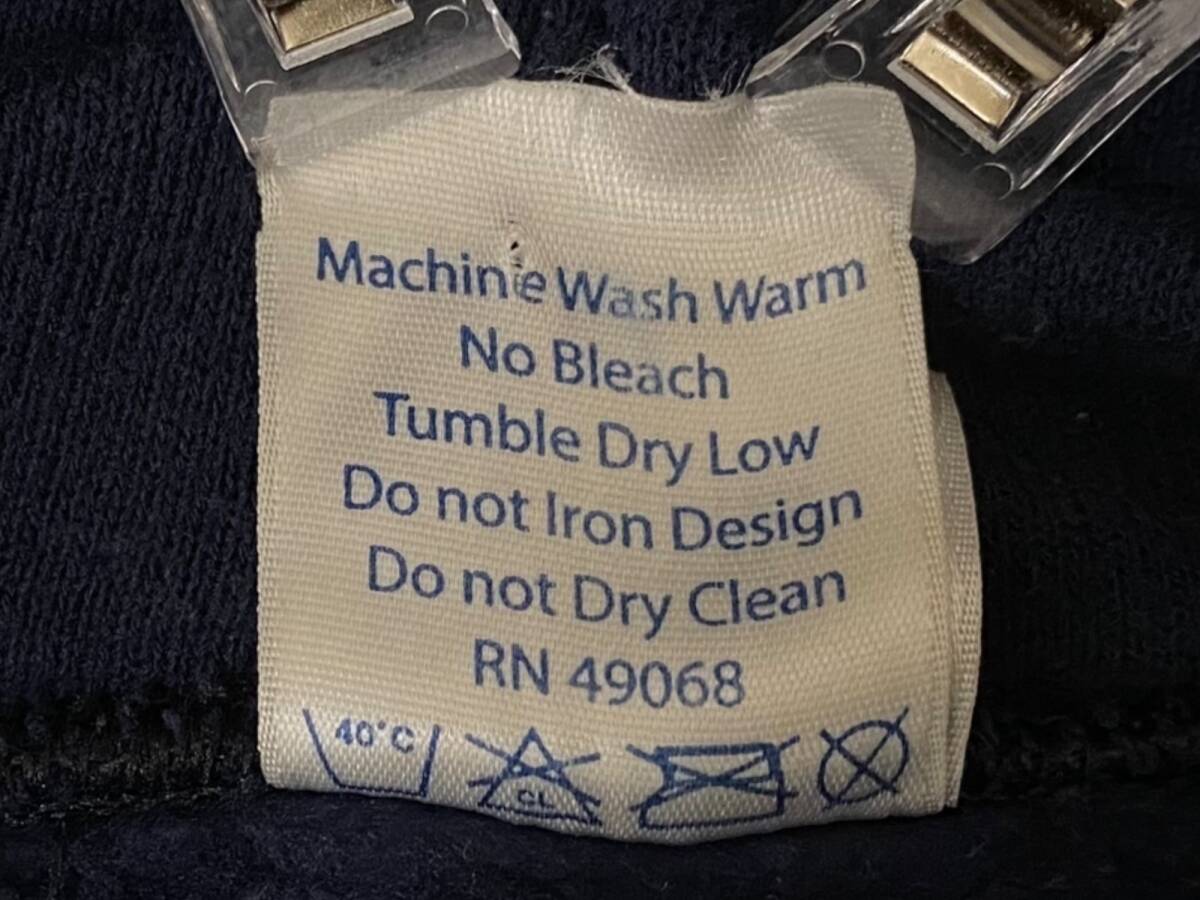 Machine Wash Warm
No Bleach
Tumble Dry Low
Do not Iron Design
Do not Dry Clean
RN 49068
40°C
CL